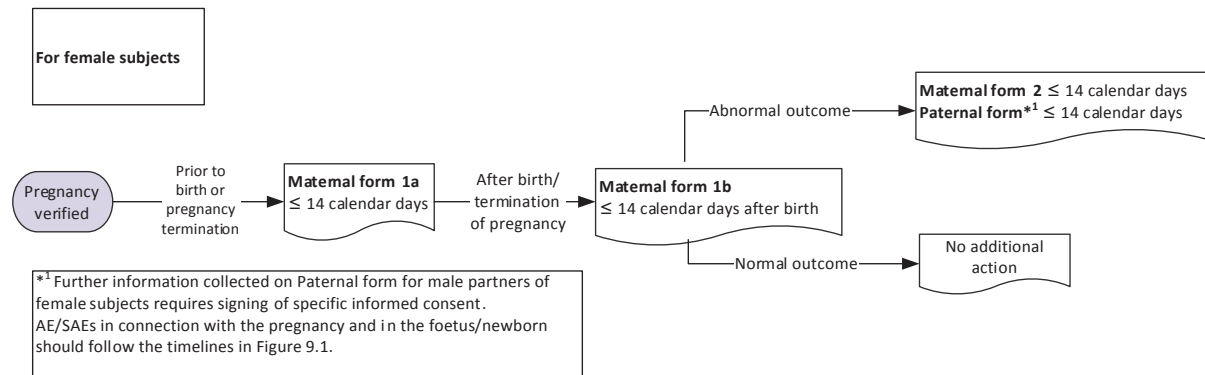 For female subjects
Maternal form 2 ≤ 14 calendar days
Paternal form*¹ ≤ 14 calendar days
Abnormal outcome
Pregnancy
verified
Prior to
birth or
pregnancy
termination
Maternal form 1a
≤ 14 calendar days
After birth/
termination
of pregnancy
Maternal form 1b
≤ 14 calendar days after birth
Normal outcome
No additional
action
*¹ Further information collected on Paternal form for male partners of
female subjects requires signing of specific informed consent.
AE/SAEs in connection with the pregnancy and in the foetus/newborn
should follow the timelines in Figure 9.1.